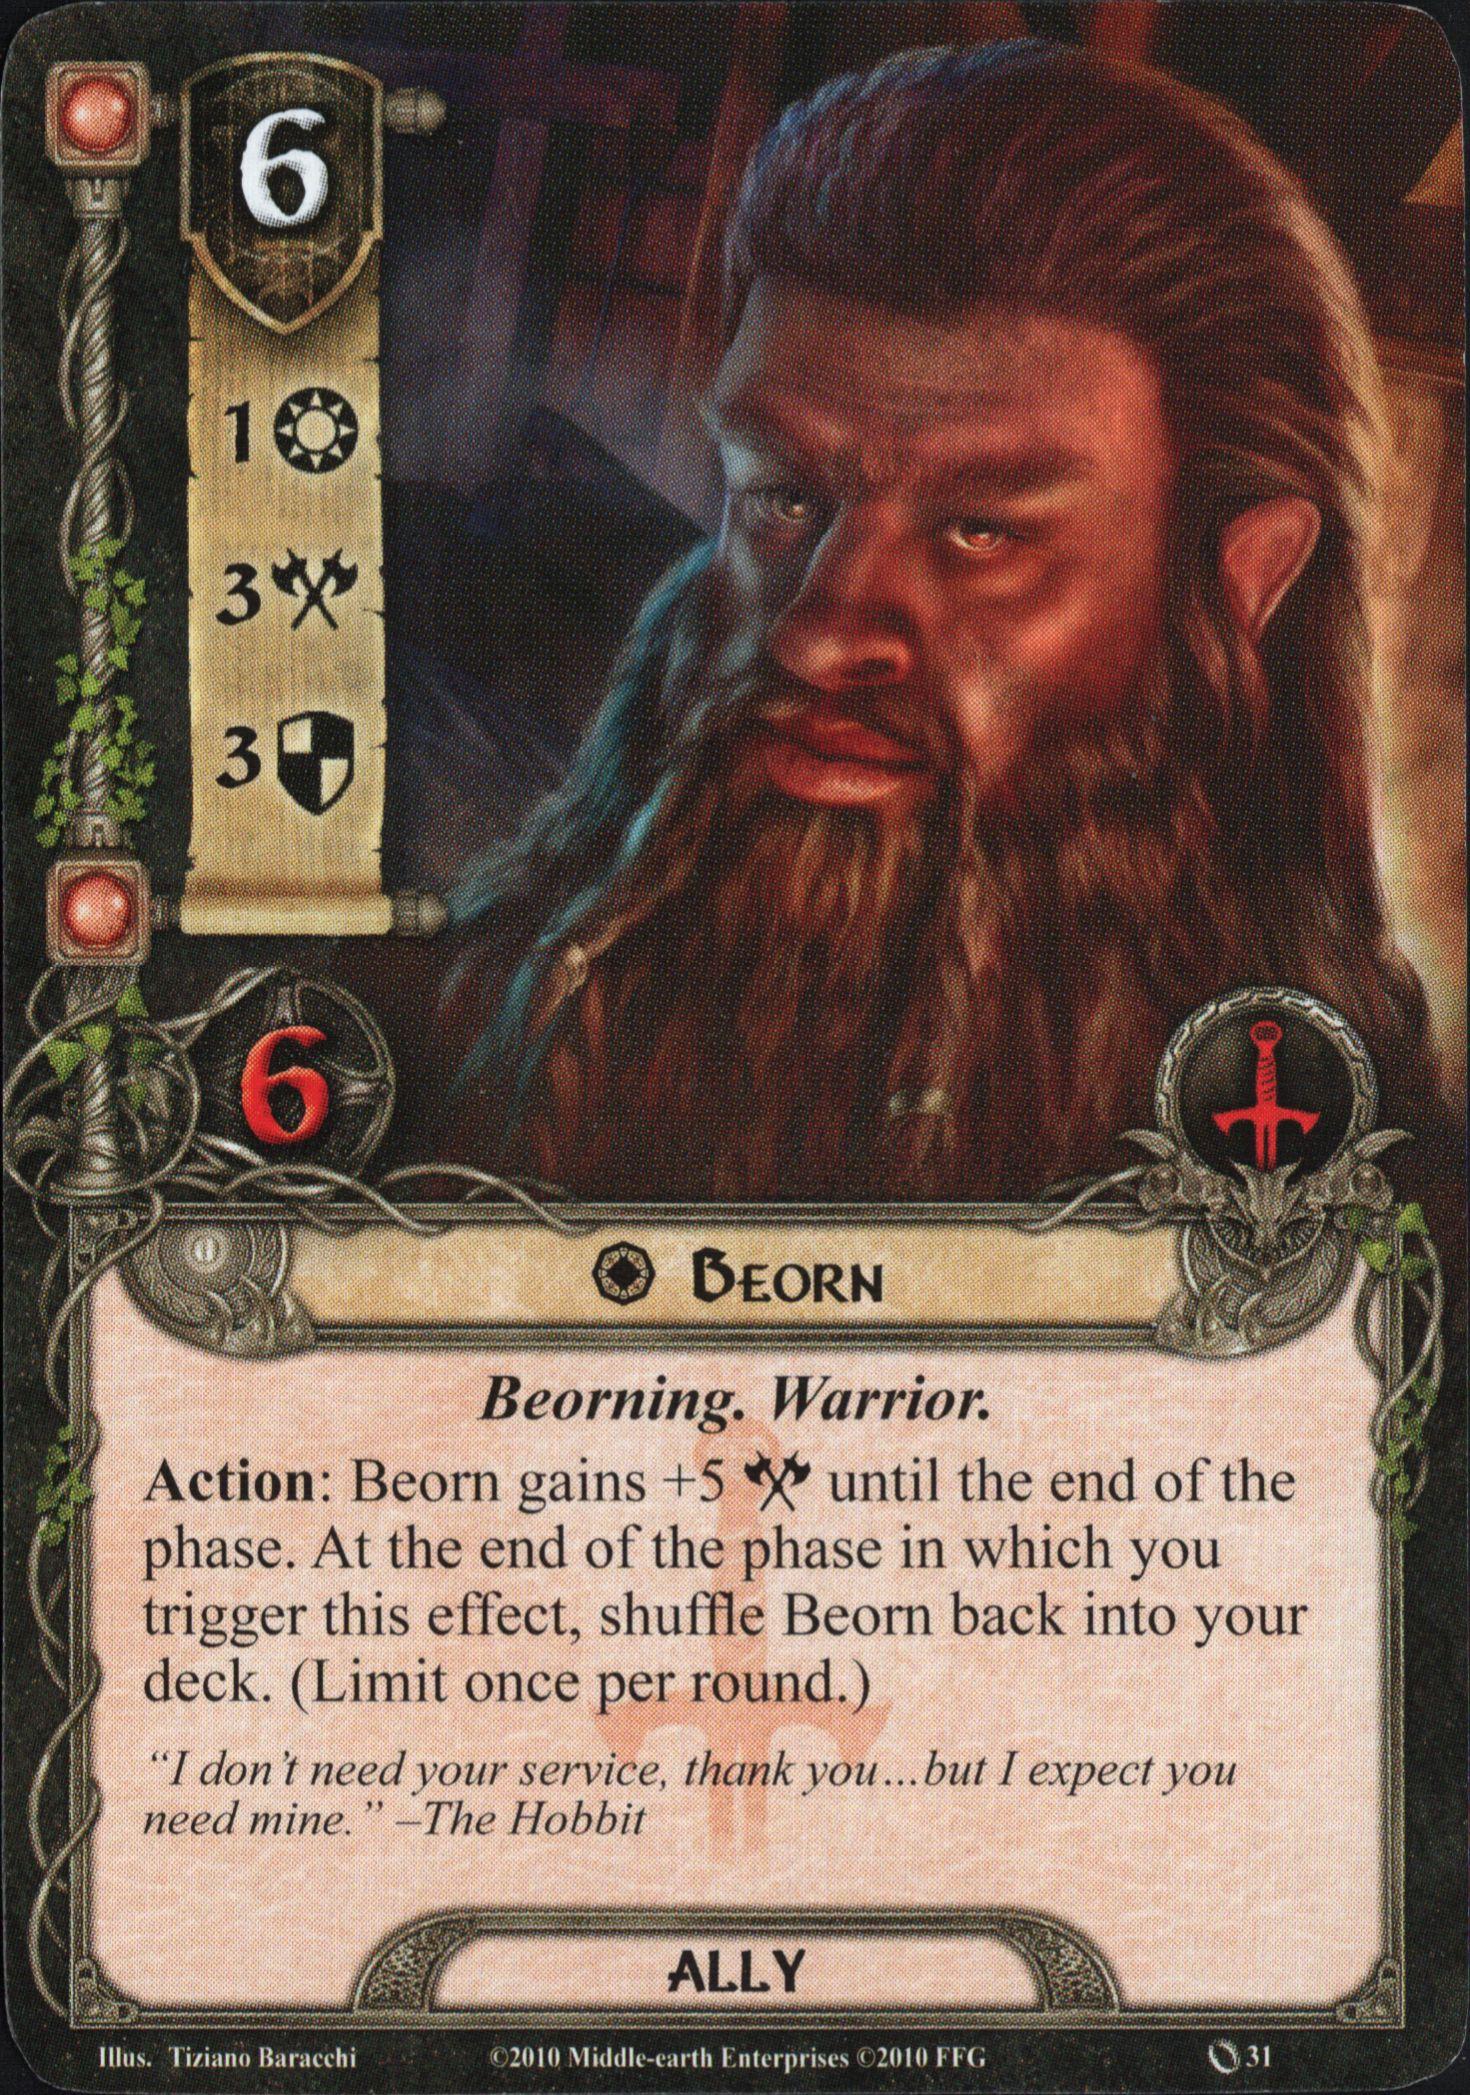 6
1
3
3
6
BEORN
Beorning. Warrior.
Action: Beorn gains +5 until the end of the
phase. At the end of the phase in which you
trigger this effect, shuffle Beorn back into your
deck. (Limit once per round.)
“I don’t need your service, thank you...but I expect you
need mine.” –The Hobbit
ALLY
Illus. Tiziano Baracchi ©2010 Middle-earth Enterprises ©2010 FFG 31